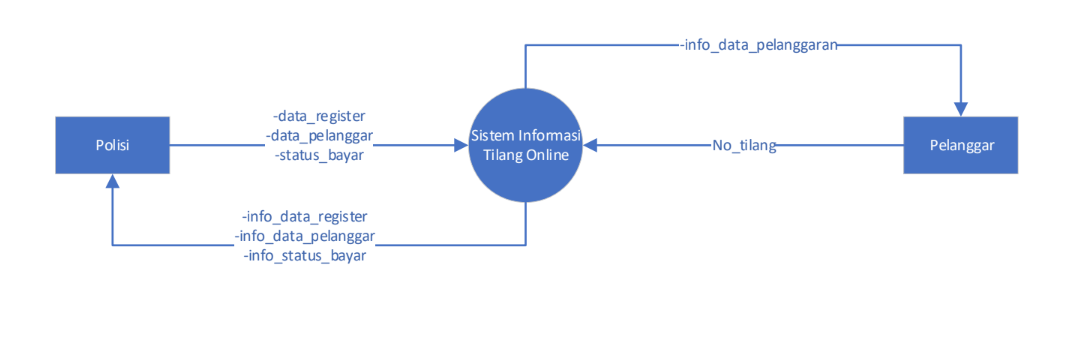 -info_data_pelanggaran
-data_register
-data_pelanggar
-status_bayar
Polisi
Sistem Informasi
Tilang Online
No_tilang
Pelanggar
-info_data_register
-info_data_pelanggar
-info_status_bayar